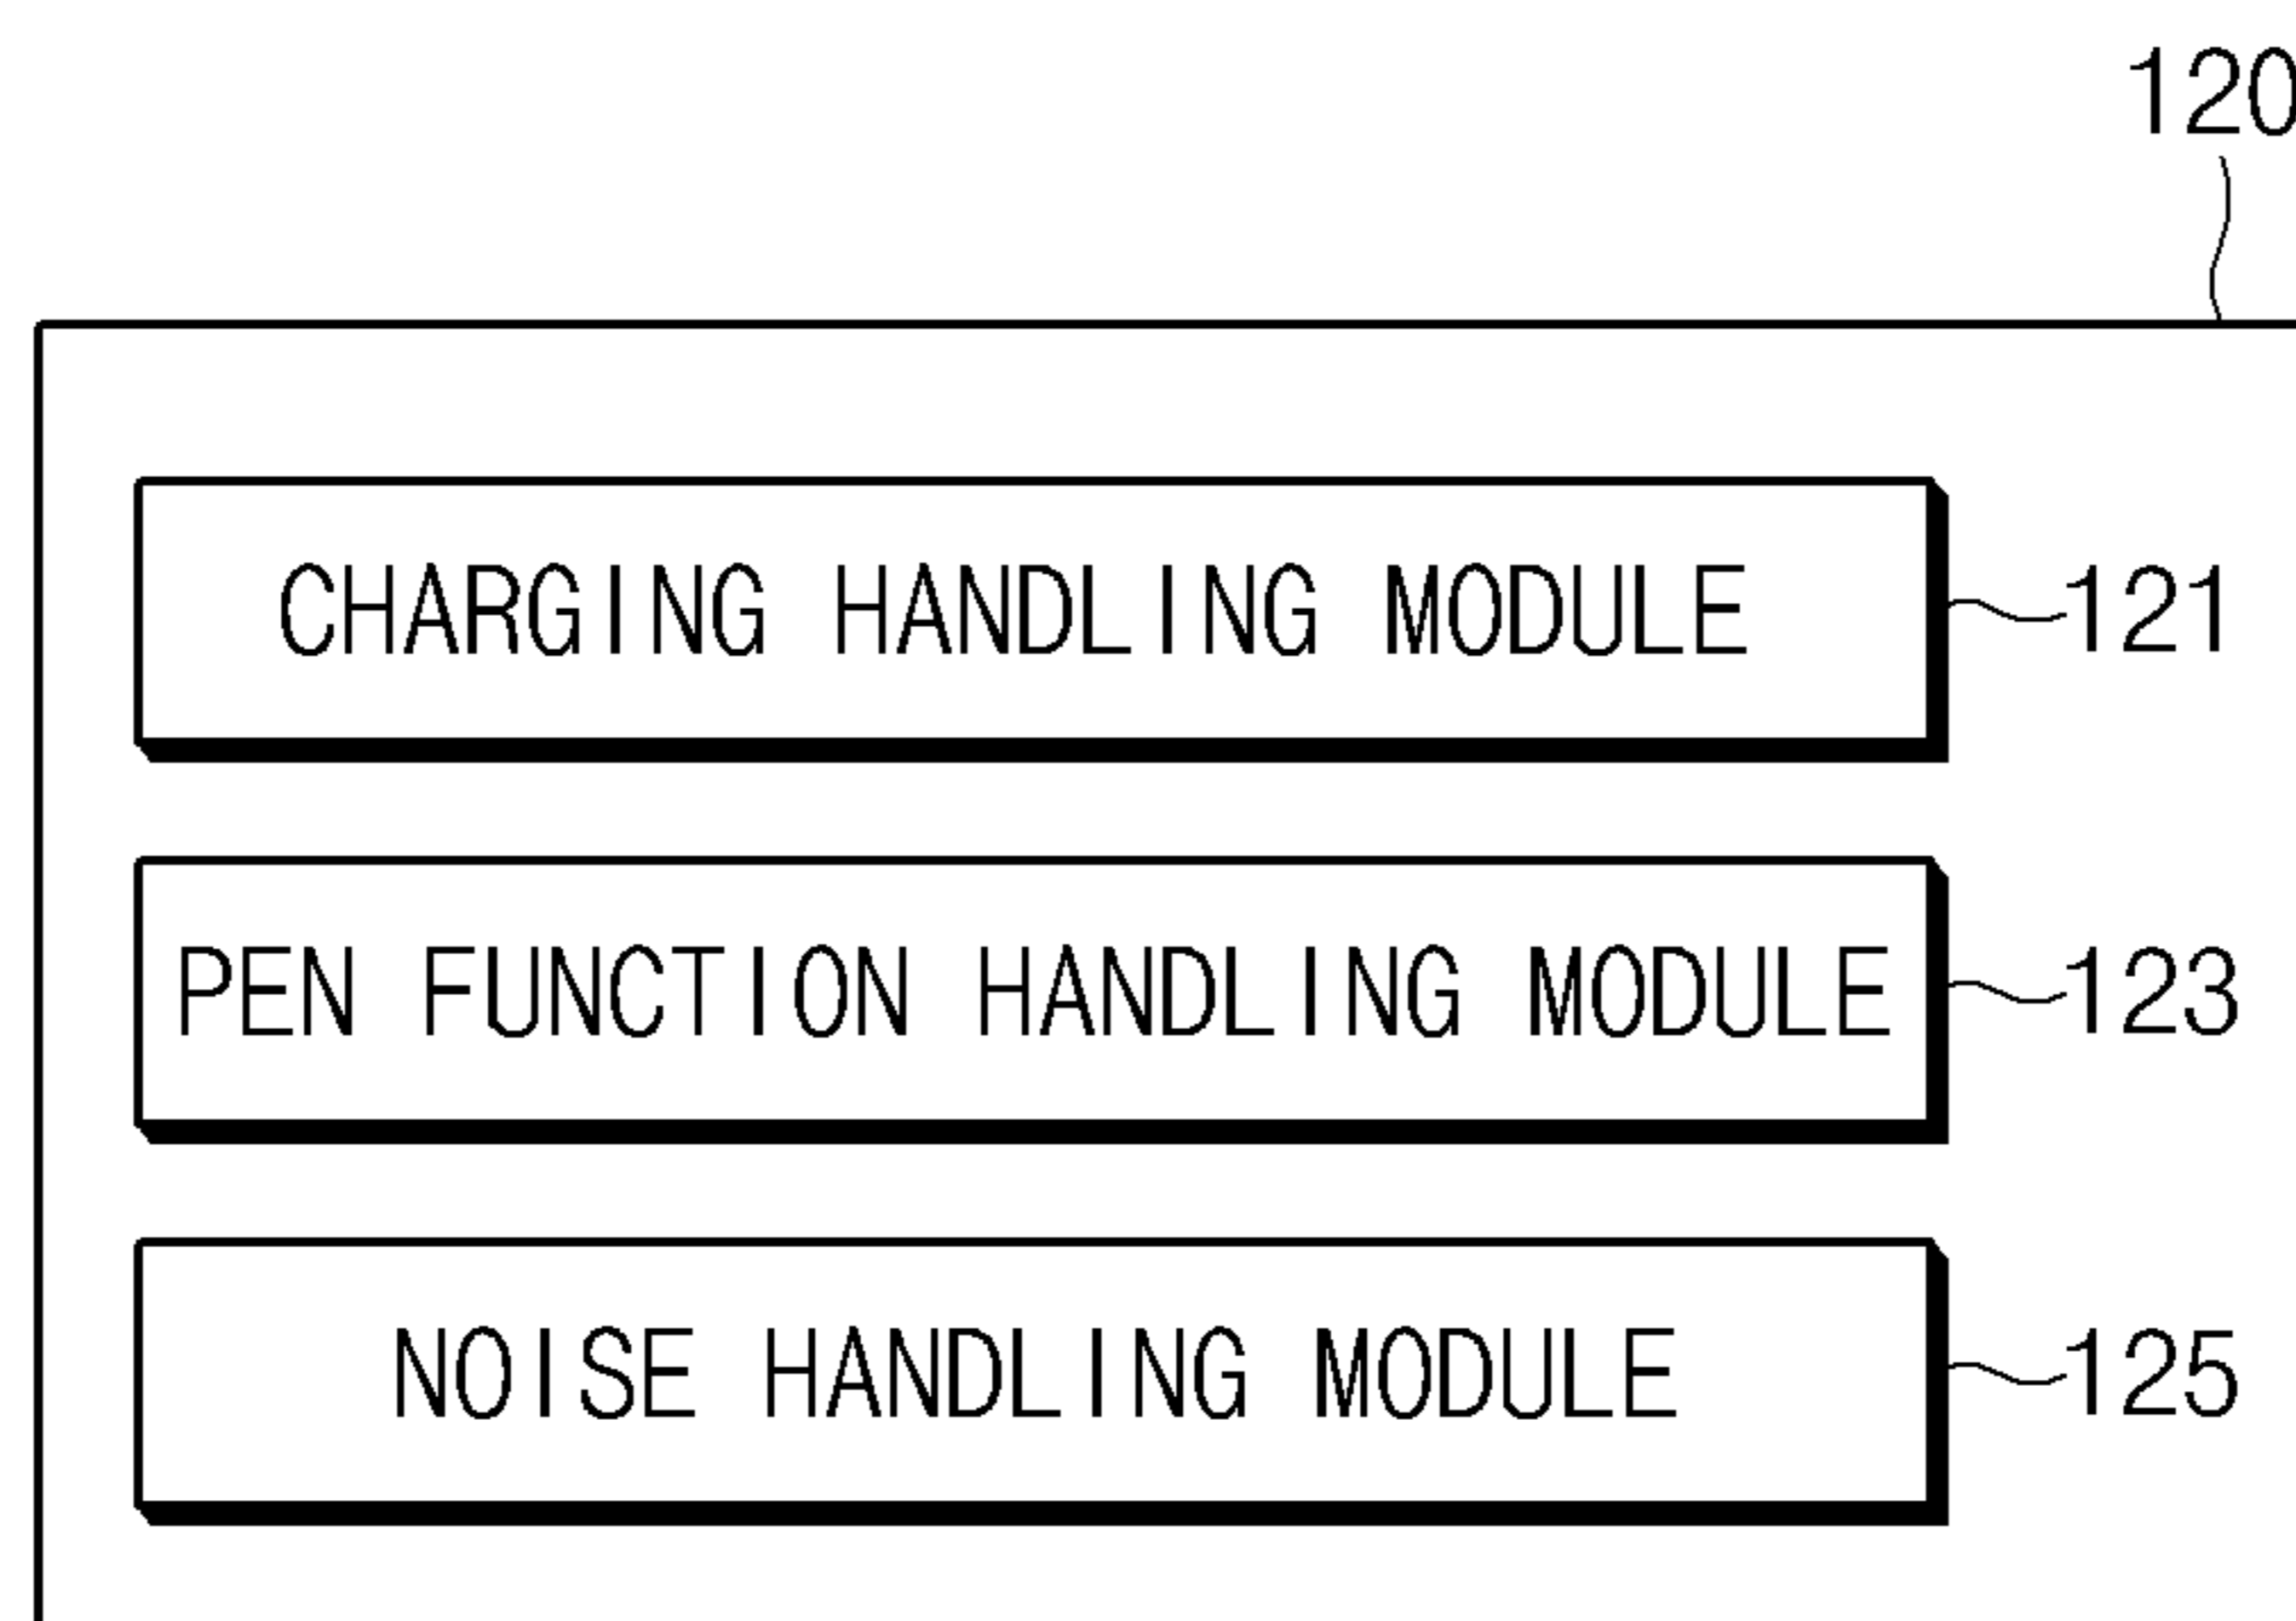 120
CHARGING HANDLING MODULE 121
PEN FUNCTION HANDLING MODULE 123
NOISE HANDLING MODULE 125